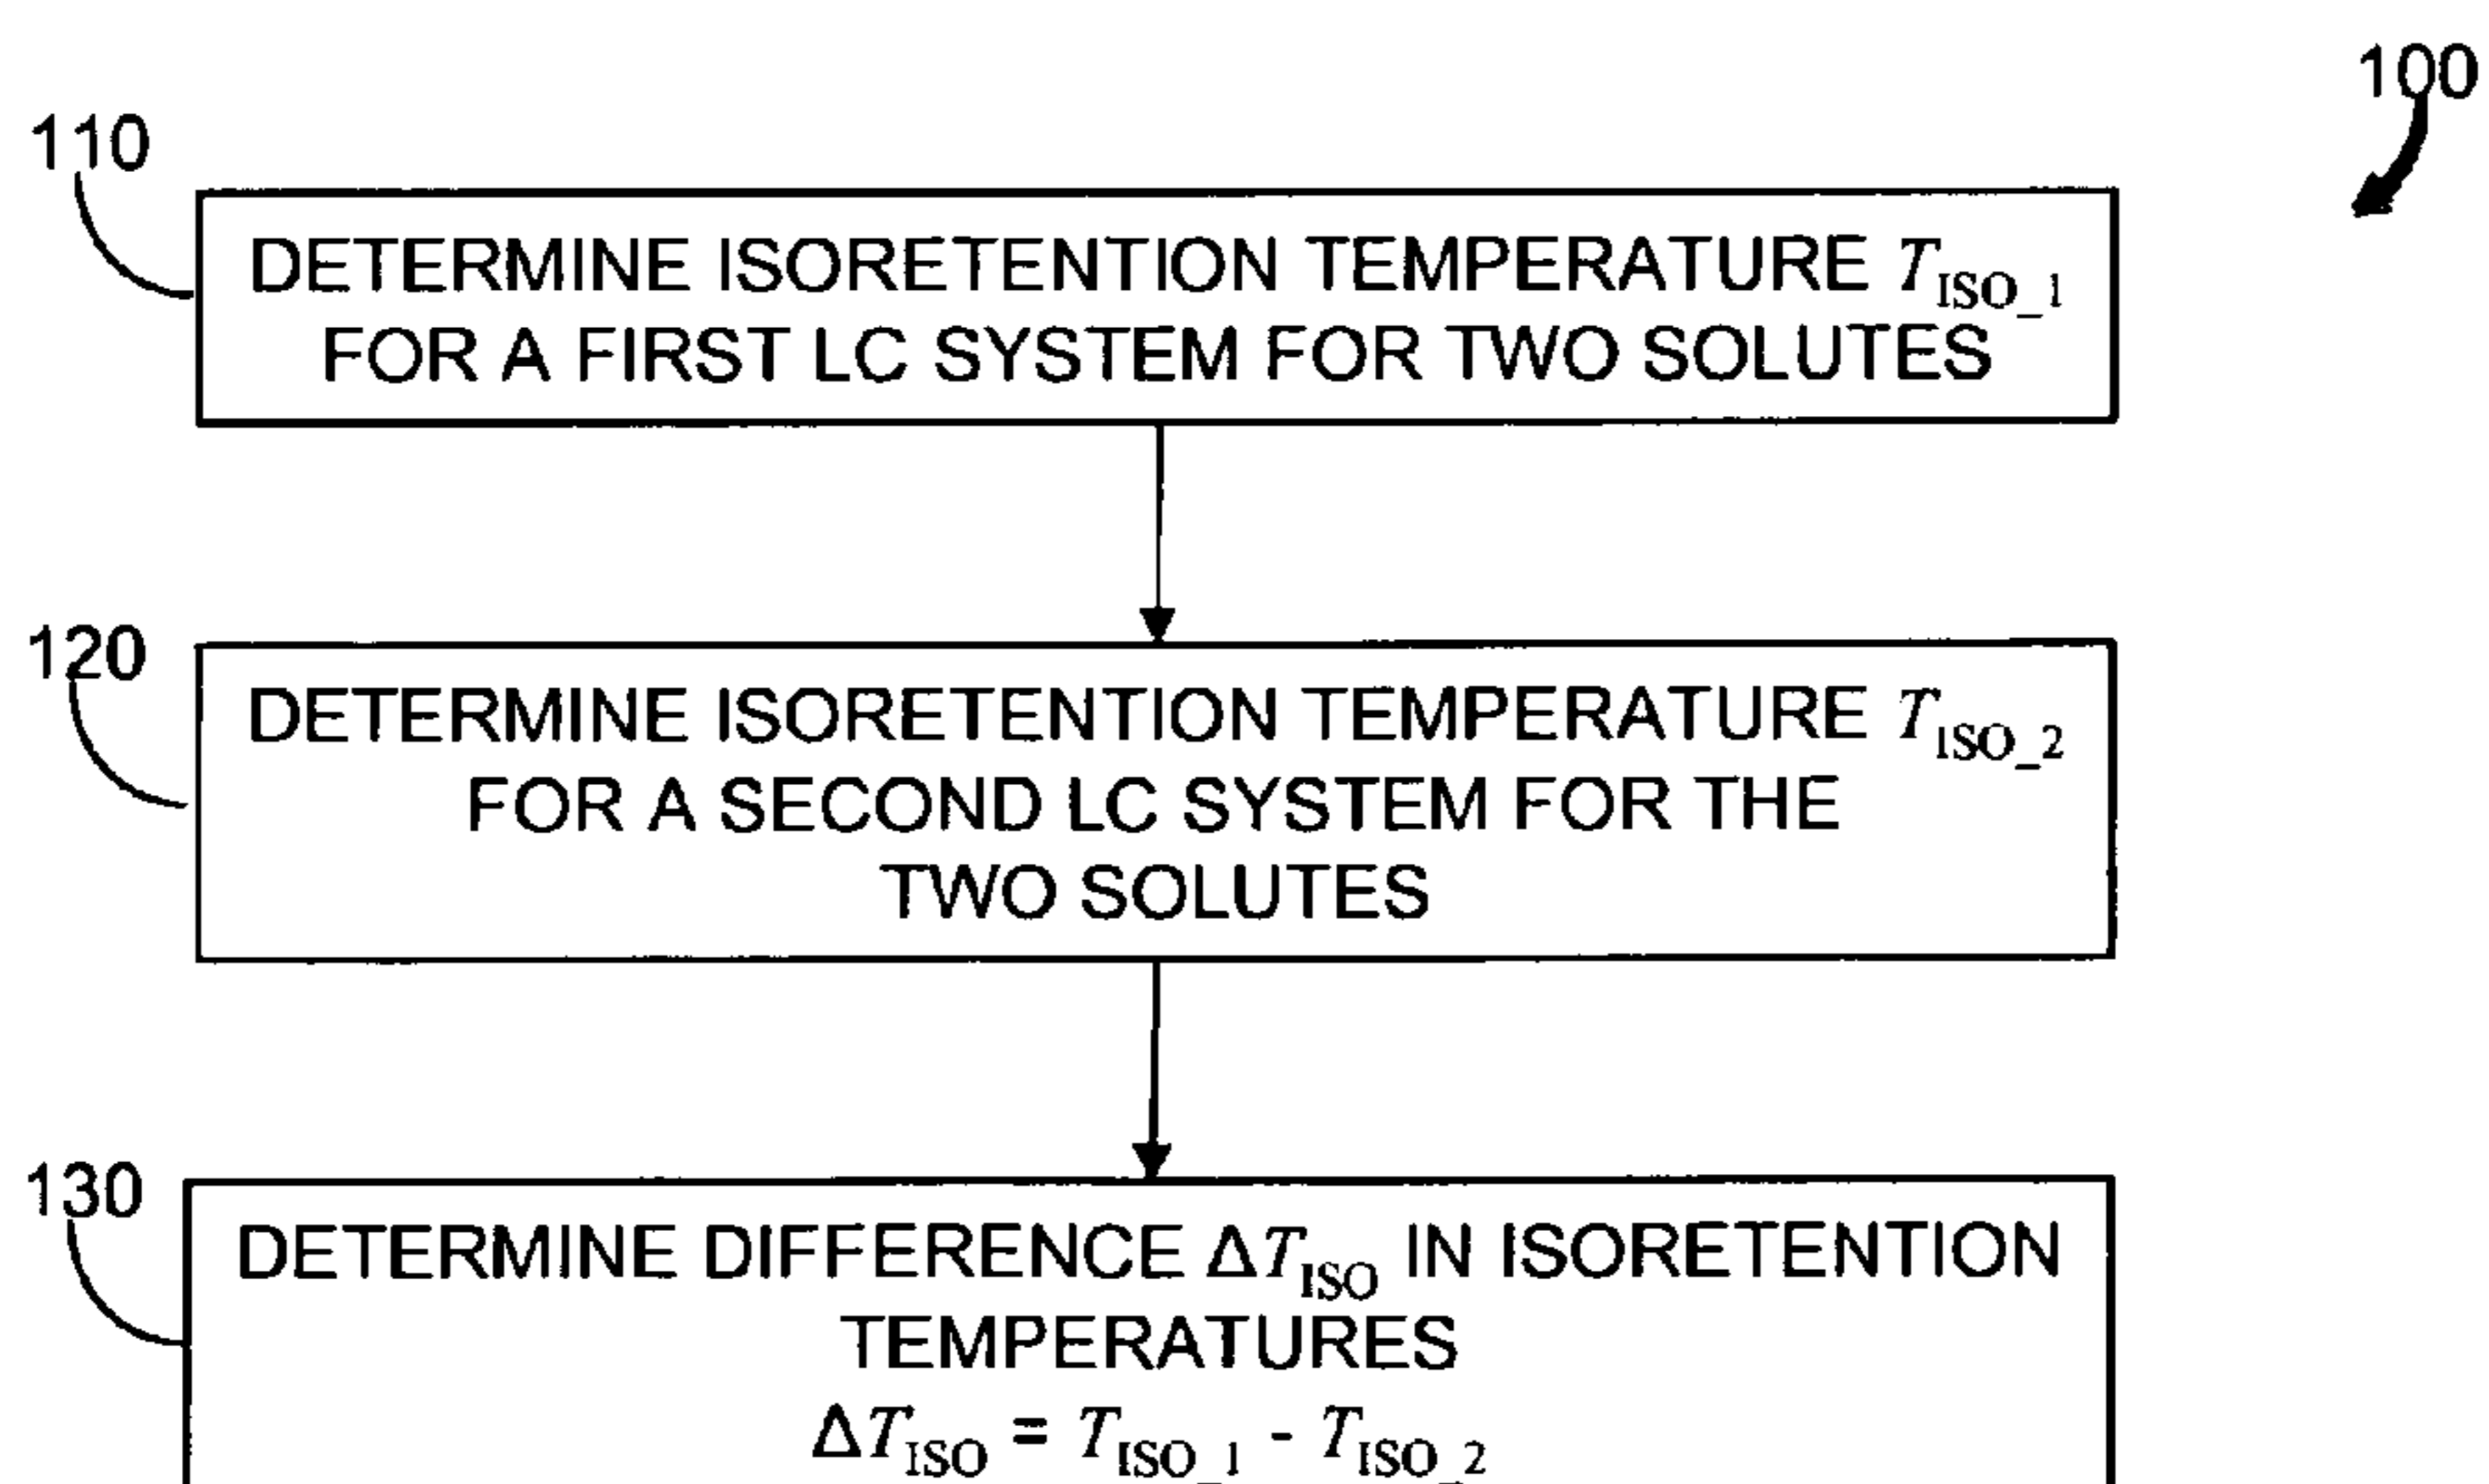 100
110
DETERMINE ISORETENTION TEMPERATURE T_ISO_1
FOR A FIRST LC SYSTEM FOR TWO SOLUTES
120
DETERMINE ISORETENTION TEMPERATURE T_ISO_2
FOR A SECOND LC SYSTEM FOR THE
TWO SOLUTES
130
DETERMINE DIFFERENCE ΔT_ISO IN ISORETENTION
TEMPERATURES
ΔT_ISO = T_ISO_1 - T_ISO_2